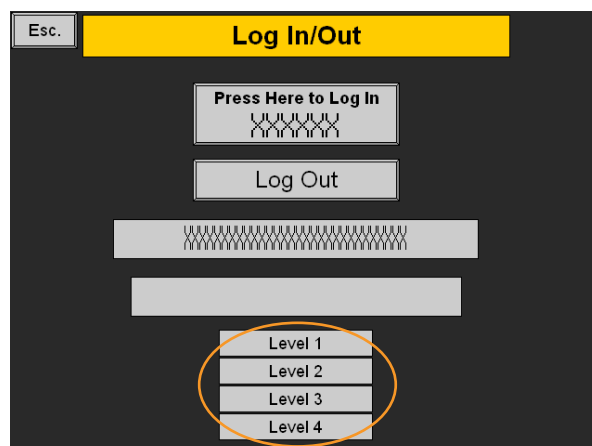 Esc.
Log In/Out
Press Here to Log In
XXXXXX
Log Out
XXXXXXXXXXXXXXXXXXXXXXXXXX
Level 1
Level 2
Level 3
Level 4